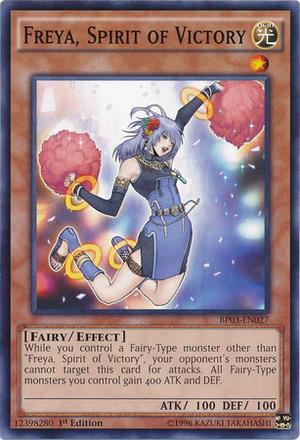 FREYA, SPIRIT OF VICTORY
LIGHT
光
BP03-EN027
[FAIRY/EFFECT]
While you control a Fairy-Type monster other than
"Freya, Spirit of Victory", your opponent's monsters
cannot target this card for attacks. All Fairy-Type
monsters you control gain 400 ATK and DEF.
ATK/ 100 DEF/ 100
12398280 1st Edition ©1996 KAZUKI TAKAHASHI